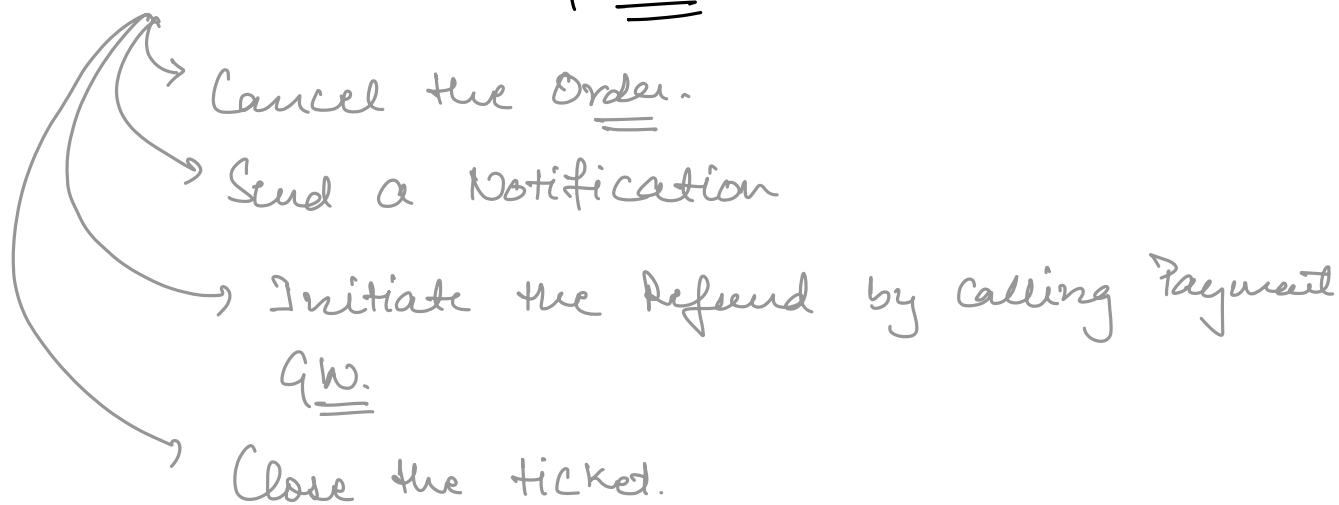 Cancel the Order.
Send a Notification
Initiate the Refund by calling Payment
GW.
Close the ticket.